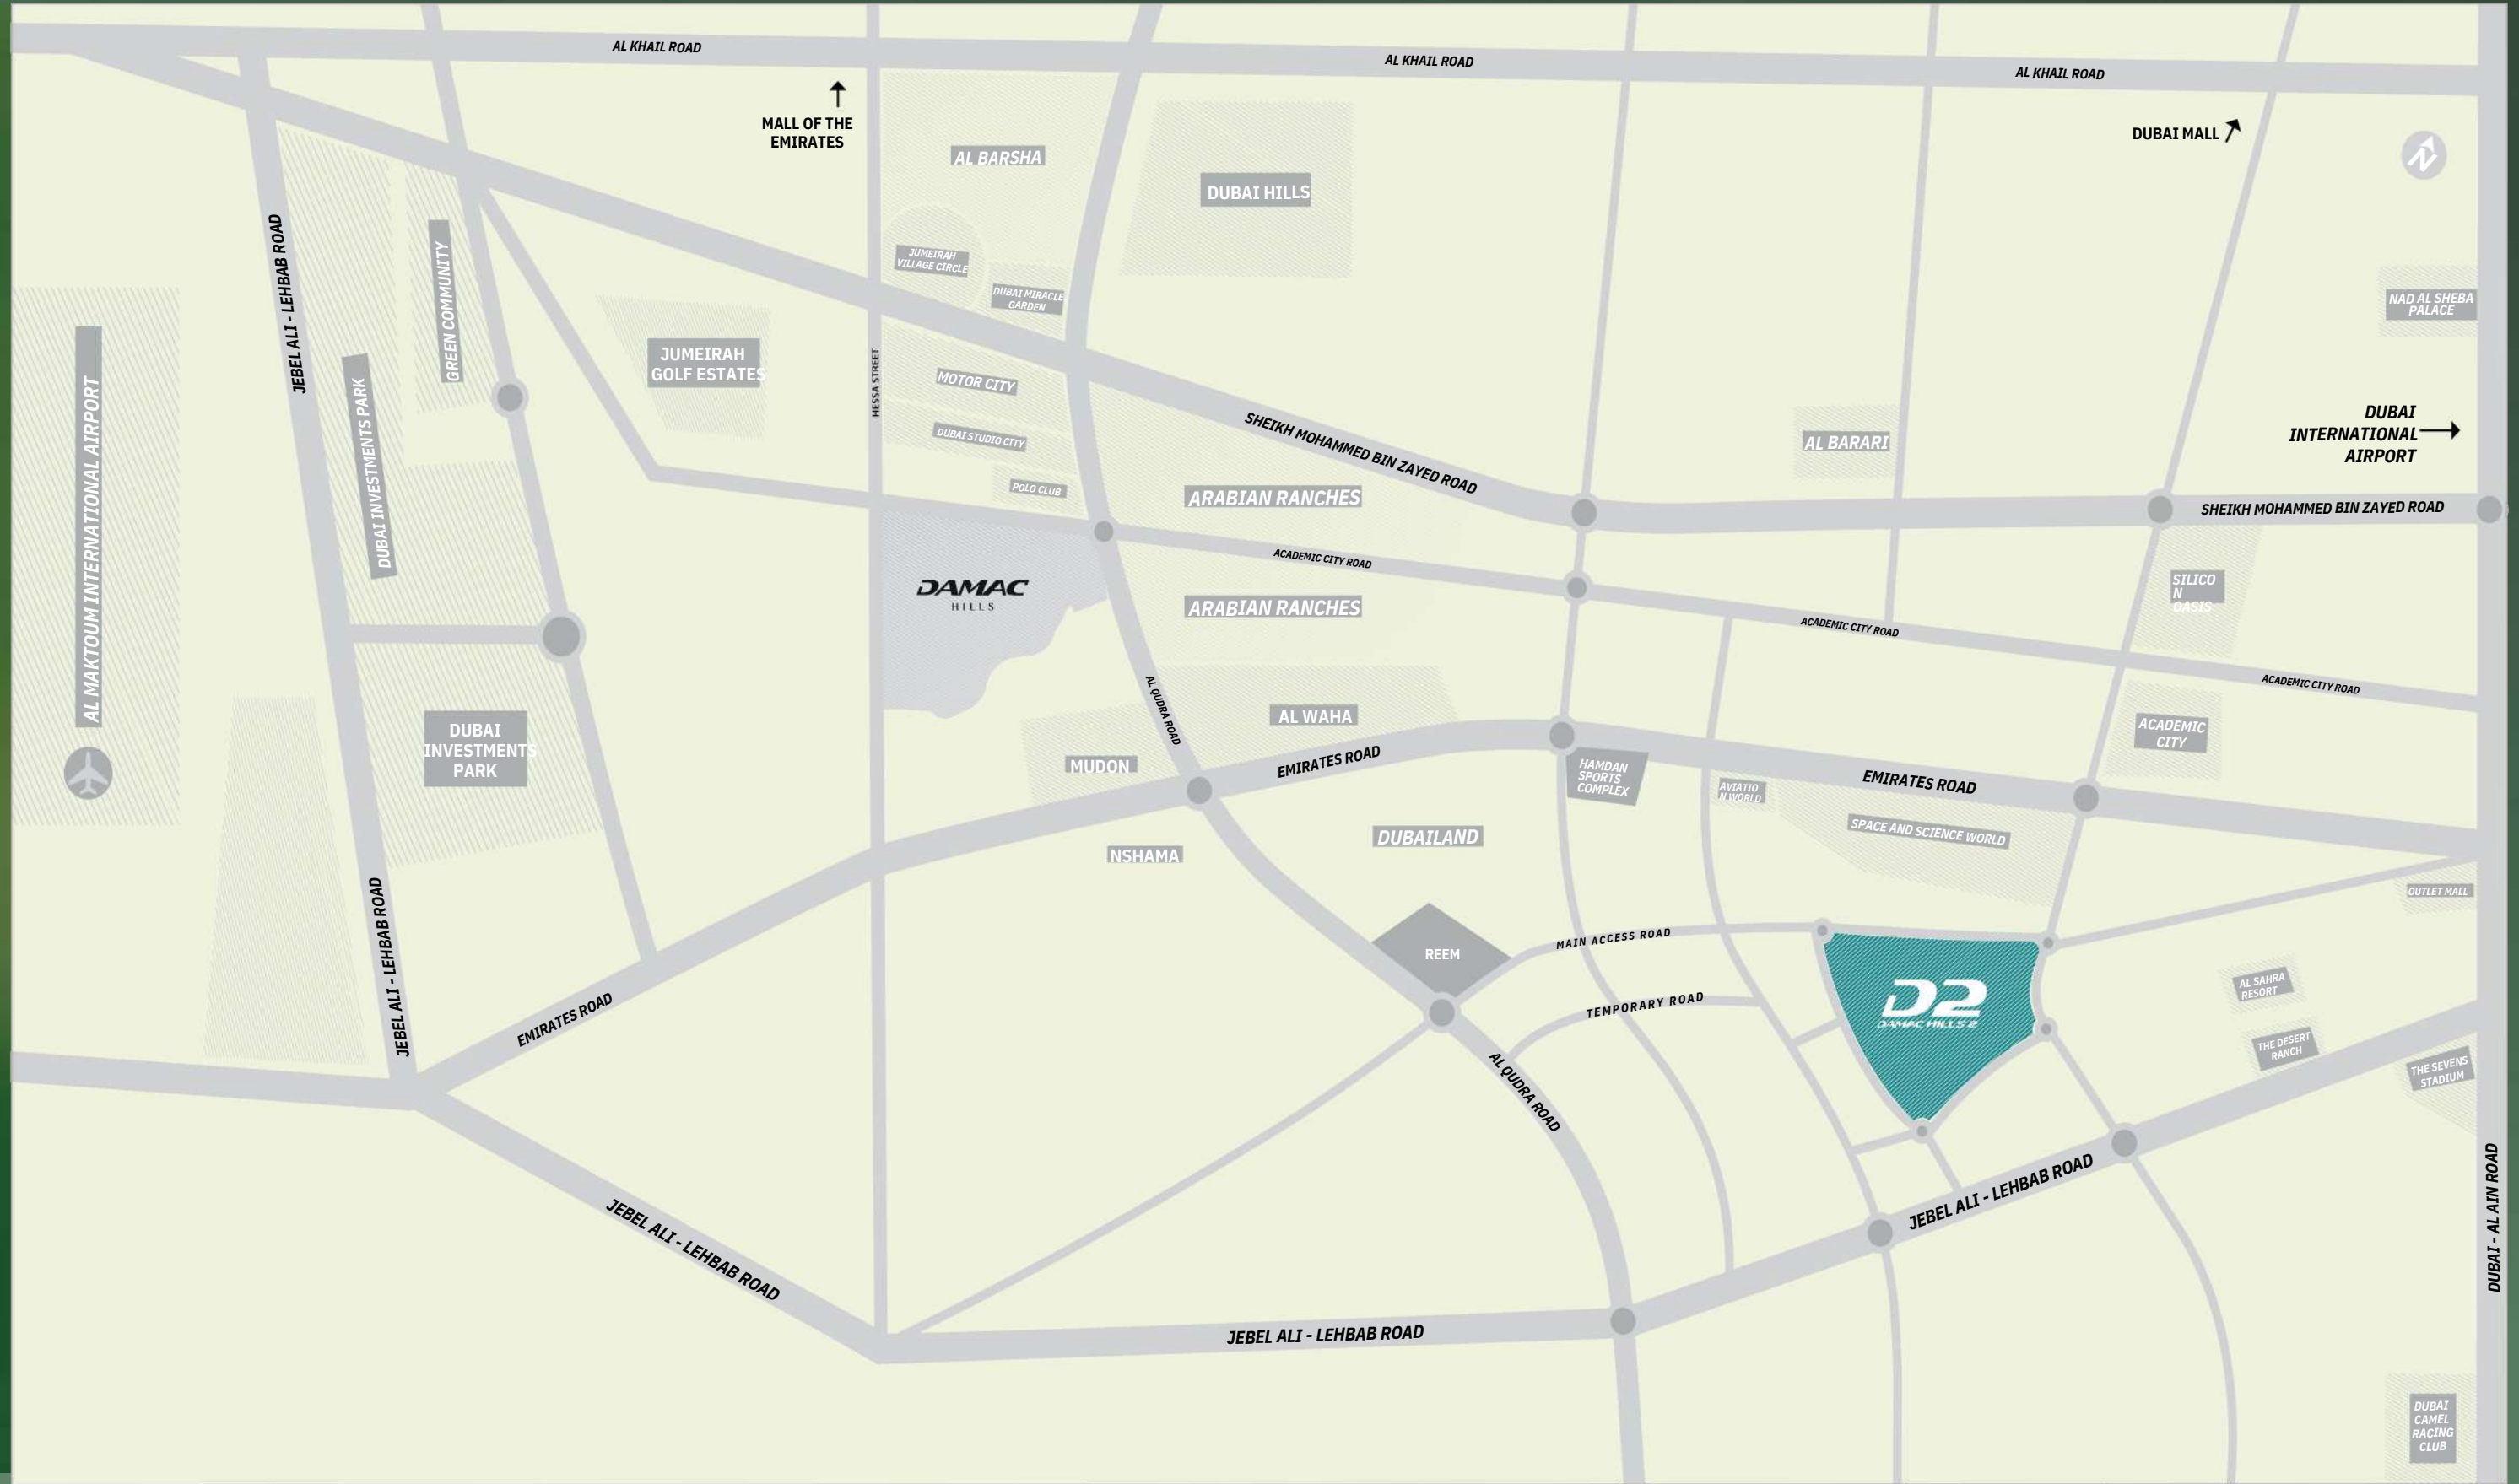 AL KHAIL ROAD
AL KHAIL ROAD
AL KHAIL ROAD
MALL OF THE
EMIRATES
DUBAI MALL
N
AL BARSHA
DUBAI HILLS
JEBEL ALI - LEHBAB ROAD
GREEN COMMUNITY
JUMEIRAH
VILLAGE CIRCLE
DUBAI MIRACLE
GARDEN
NAD AL SHEBA
PALACE
JUMEIRAH
GOLF ESTATES
HESSA STREET
MOTOR CITY
DUBAI STUDIO CITY
POLO CLUB
SHEIKH MOHAMMED BIN ZAYED ROAD
AL BARARI
DUBAI
INTERNATIONAL
AIRPORT
AL MAKTOUM INTERNATIONAL AIRPORT
DUBAI INVESTMENTS PARK
ARABIAN RANCHES
SHEIKH MOHAMMED BIN ZAYED ROAD
ACADEMIC CITY ROAD
DAMAC
HILLS
ARABIAN RANCHES
SILICO
N
OASIS
ACADEMIC CITY ROAD
ACADEMIC CITY ROAD
AL QUDRA ROAD
AL WAHA
DUBAI
INVESTMENTS
PARK
MUDON
EMIRATES ROAD
ACADEMIC
CITY
HAMDAN
SPORTS
COMPLEX
AVIATIO
N WORLD
EMIRATES ROAD
SPACE AND SCIENCE WORLD
DUBAILAND
NSHAMA
OUTLET MALL
JEBEL ALI - LEHBAB ROAD
REEM
MAIN ACCESS ROAD
TEMPORARY ROAD
D2
DAMAC HILLS 2
AL SAHRA
RESORT
EMIRATES ROAD
THE DESERT
RANCH
THE SEVENS
STADIUM
AL QUDRA ROAD
JEBEL ALI - LEHBAB ROAD
JEBEL ALI - LEHBAB ROAD
DUBAI - AL AIN ROAD
JEBEL ALI - LEHBAB ROAD
DUBAI
CAMEL
RACING
CLUB